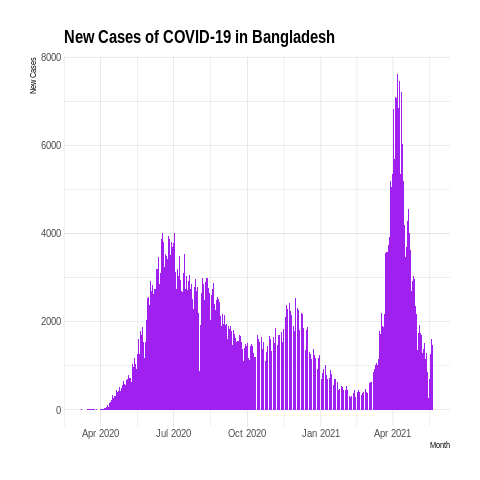 New Cases of COVID-19 in Bangladesh
New Cases
8000
6000
4000
2000
0
Apr 2020 Jul 2020 Oct 2020 Jan 2021 Apr 2021
Month